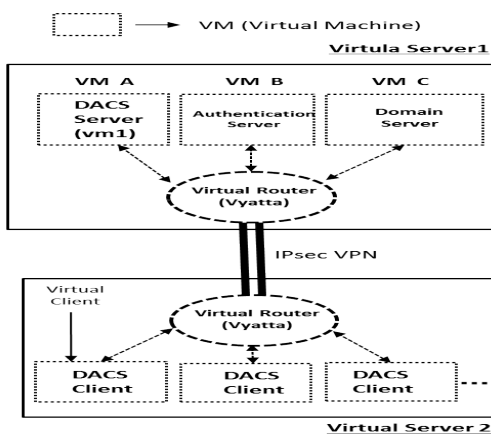 VM (Virtual Machine)
Virtula Server1
VM A
VM B
VM C
DACS
Server
(vm1)
Authentication
Server
Domain
Server
Virtual Router
(Vyatta)
IPsec VPN
Virtual
Client
Virtual Router
(Vyatta)
DACS
Client
DACS
Client
DACS
Client
Virtual Server 2